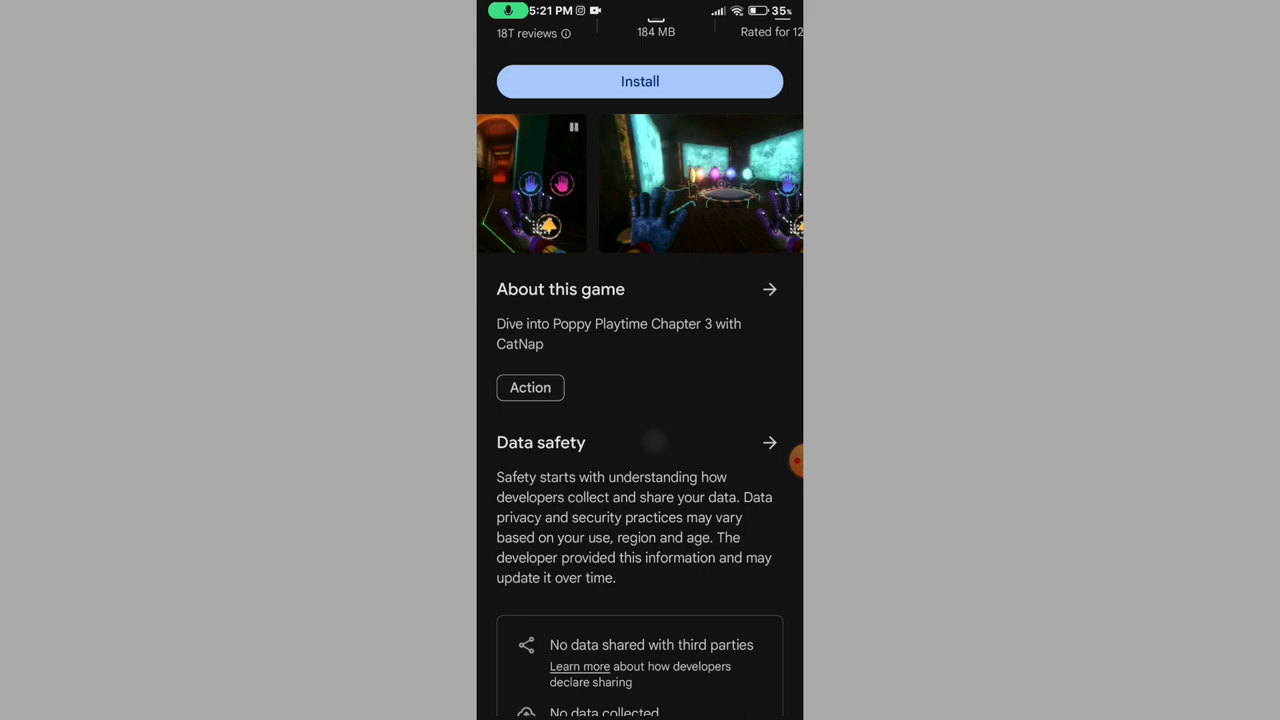 5:21 PM 35%
18T reviews 184 MB Rated for 12
Install
About this game
Dive into Poppy Playtime Chapter 3 with
CatNap
Action
Data safety
Safety starts with understanding how
developers collect and share your data. Data
privacy and security practices may vary
based on your use, region and age. The
developer provided this information and may
update it over time.
No data shared with third parties
Learn more about how developers
declare sharing
No data collected